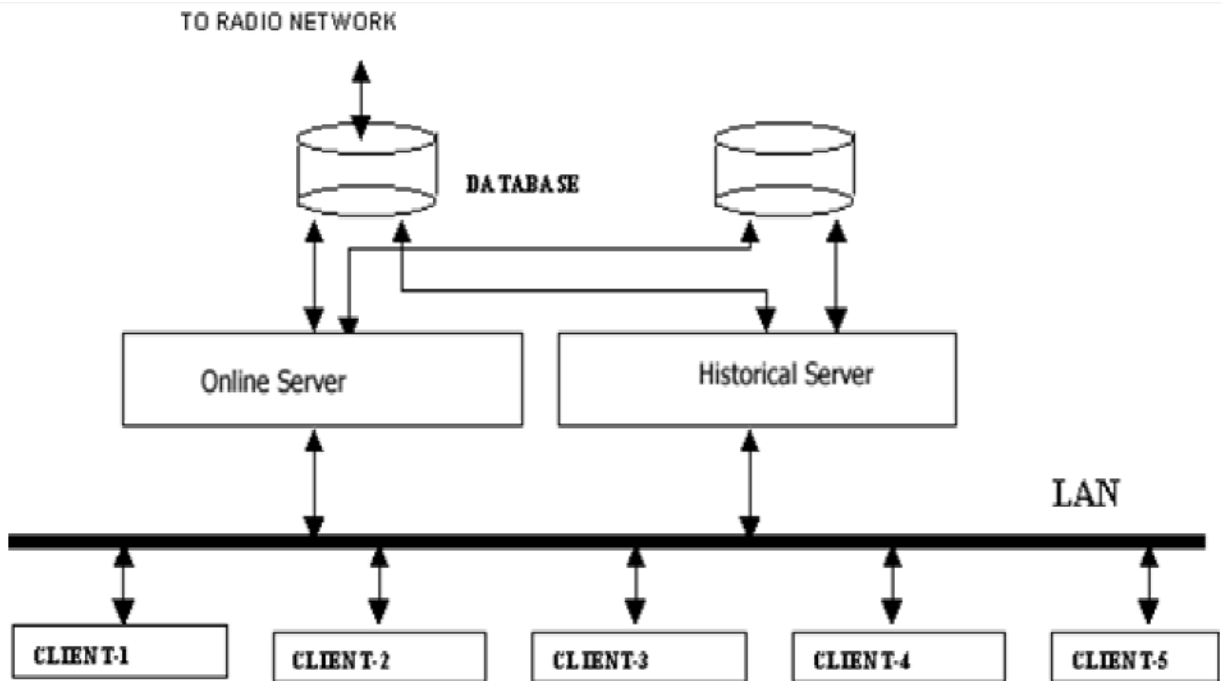 TO RADIO NETWORK
DATABASE
Online Server
Historical Server
LAN
CLIENT-1
CLIENT-2
CLIENT-3
CLIENT-4
CLIENT-5